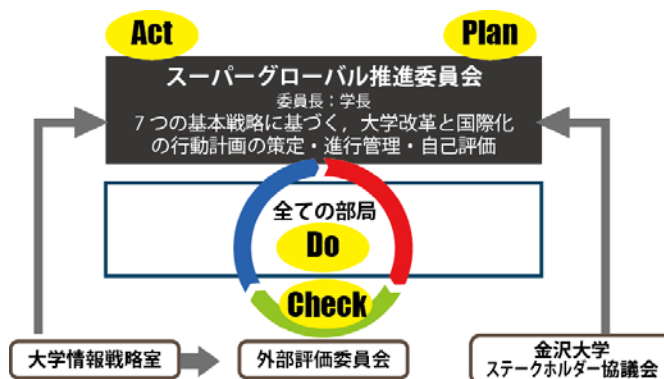 Act
Plan
スーパーグローバル推進委員会
委員長：学長
７つの基本戦略に基づく，大学改革と国際化
の行動計画の策定・進行管理・自己評価
全ての部局
Do
Check
大学情報戦略室
外部評価委員会
金沢大学
ステークホルダー協議会